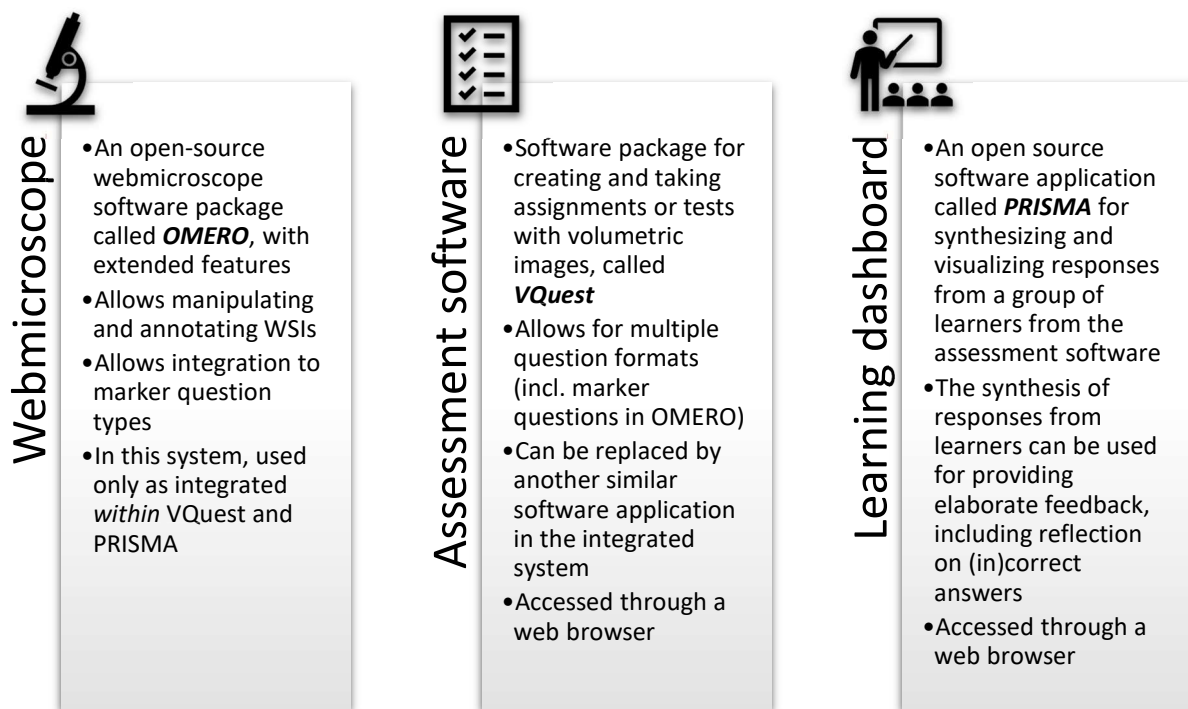 Webmicroscope
•An open-source
webmicroscope
software package
called OMERO, with
extended features
•Allows manipulating
and annotating WSIs
•Allows integration to
marker question
types
•In this system, used
only as integrated
within VQuest and
PRISMA
Assessment software
•Software package for
creating and taking
assignments or tests
with volumetric
images, called
VQuest
•Allows for multiple
question formats
(incl. marker
questions in OMERO)
•Can be replaced by
another similar
software application
in the integrated
system
•Accessed through a
web browser
Learning dashboard
•An open source
software application
called PRISMA for
synthesizing and
visualizing responses
from a group of
learners from the
assessment software
•The synthesis of
responses from
learners can be used
for providing
elaborate feedback,
including reflection
on (in)correct
answers
•Accessed through a
web browser